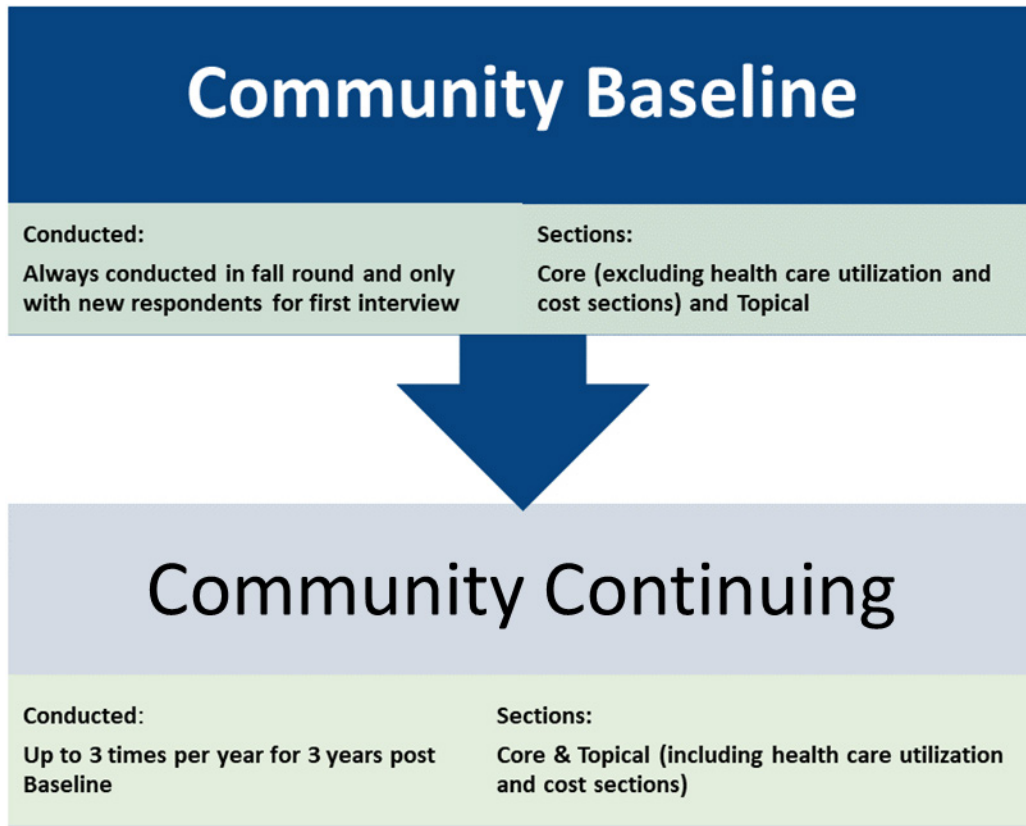 Community Baseline
Conducted:
Always conducted in fall round and only
with new respondents for first interview
Sections:
Core (excluding health care utilization and
cost sections) and Topical
Community Continuing
Conducted:
Up to 3 times per year for 3 years post
Baseline
Sections:
Core & Topical (including health care utilization
and cost sections)